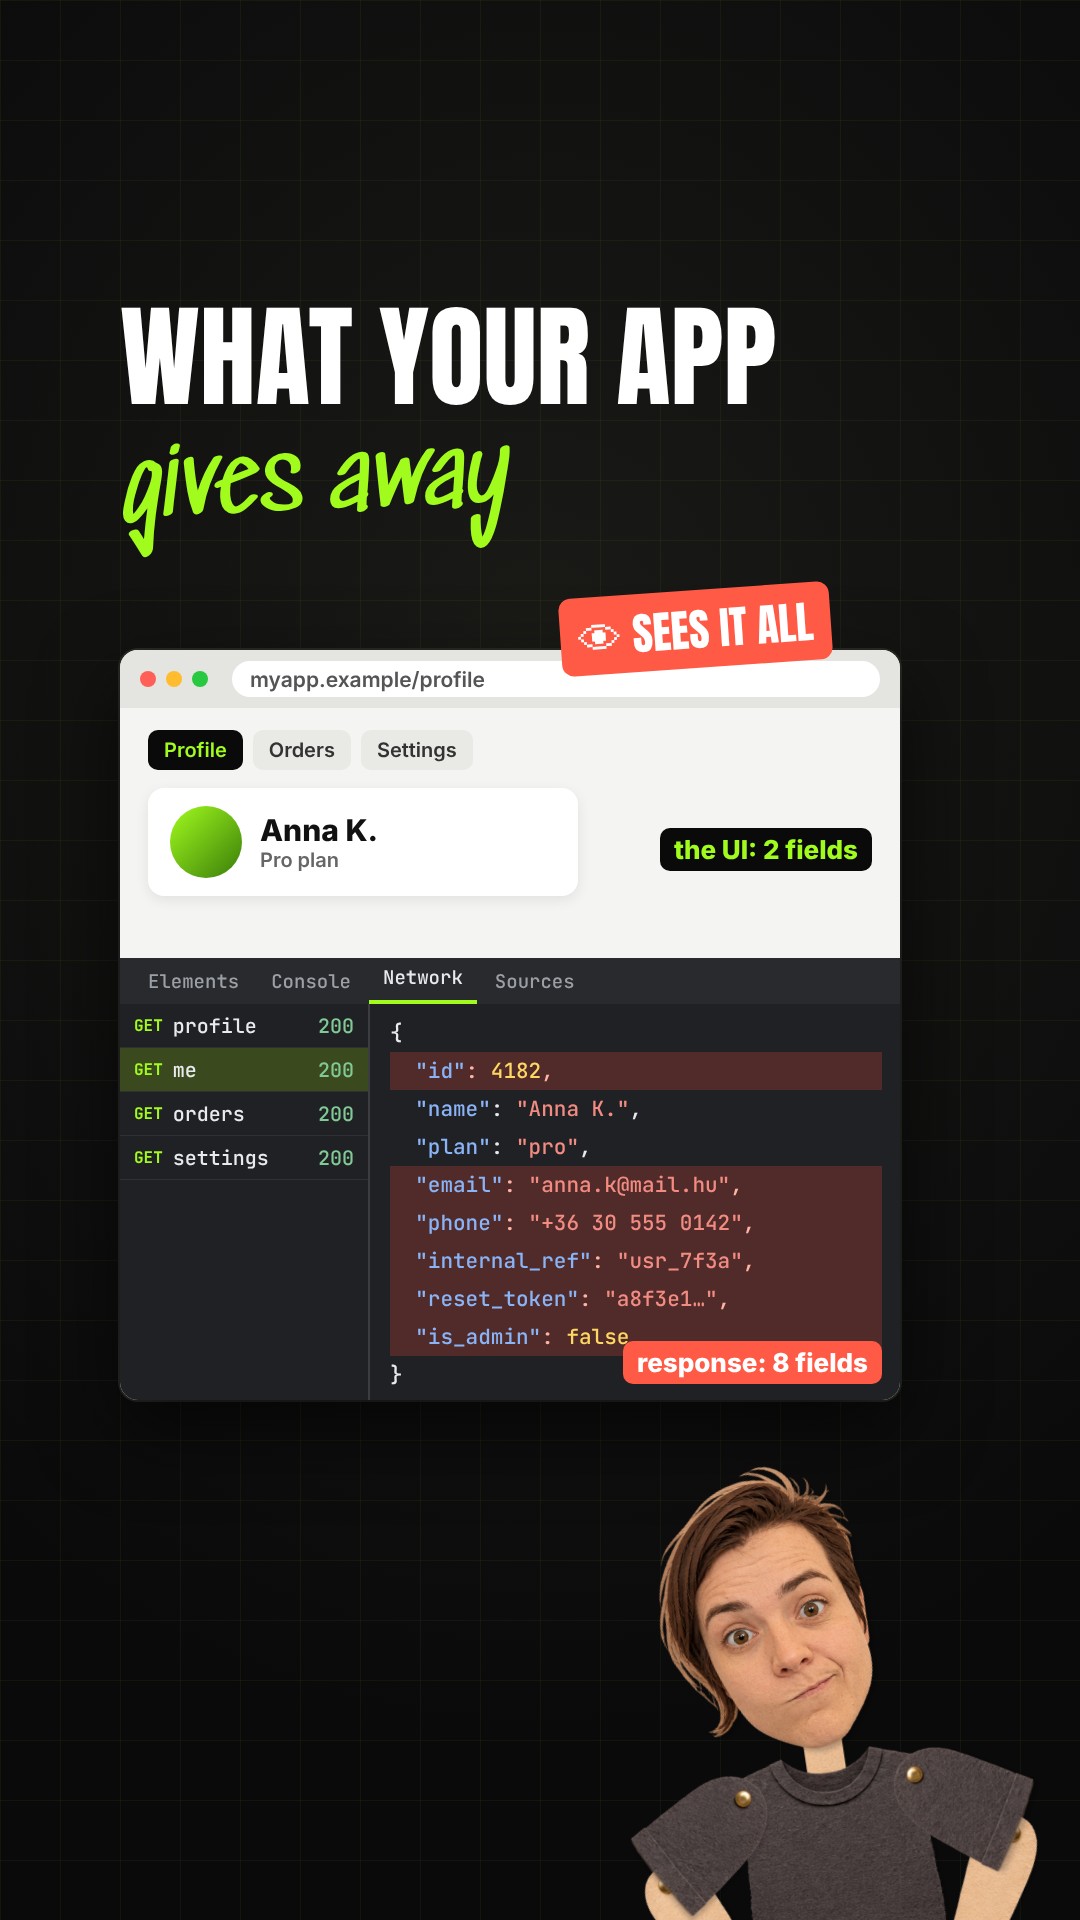 WHAT YOUR APP
gives away
SEES IT ALL
myapp.example/profile
Profile Orders Settings
Anna K.
Pro plan
the UI: 2 fields
Elements Console Network Sources
GET profile 200
GET me 200
GET orders 200
GET settings 200
{
"id": 4182,
"name": "Anna K.",
"plan": "pro",
"email": "anna.k@mail.hu",
"phone": "+36 30 555 0142",
"internal_ref": "usr_7f3a",
"reset_token": "a8f3e1…",
"is_admin": false
}
response: 8 fields